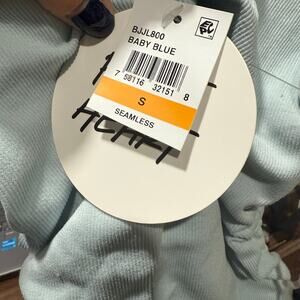 BJJL800
BABY BLUE
7 58116 32151 8
S
SEAMLESS